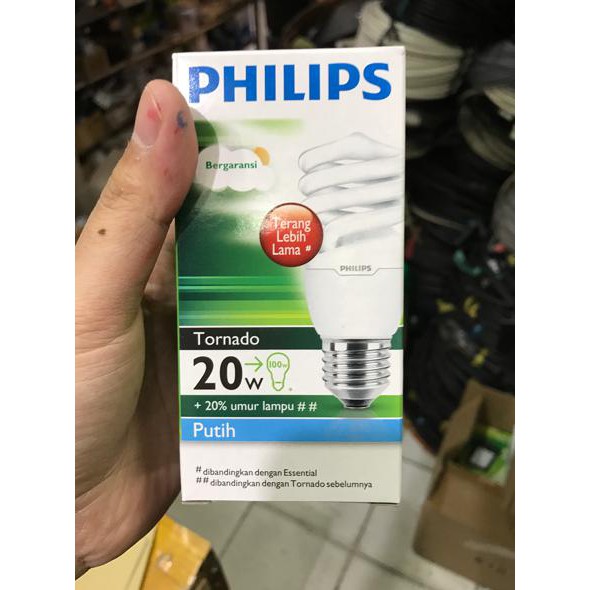 PHILIPS
Bergaransi
Terang
Lebih
Lama #
PHILIPS
Tornado
20w
100w
+ 20% umur lampu # #
Putih
# dibandingkan dengan Essential
## dibandingkan dengan Tornado sebelumnya